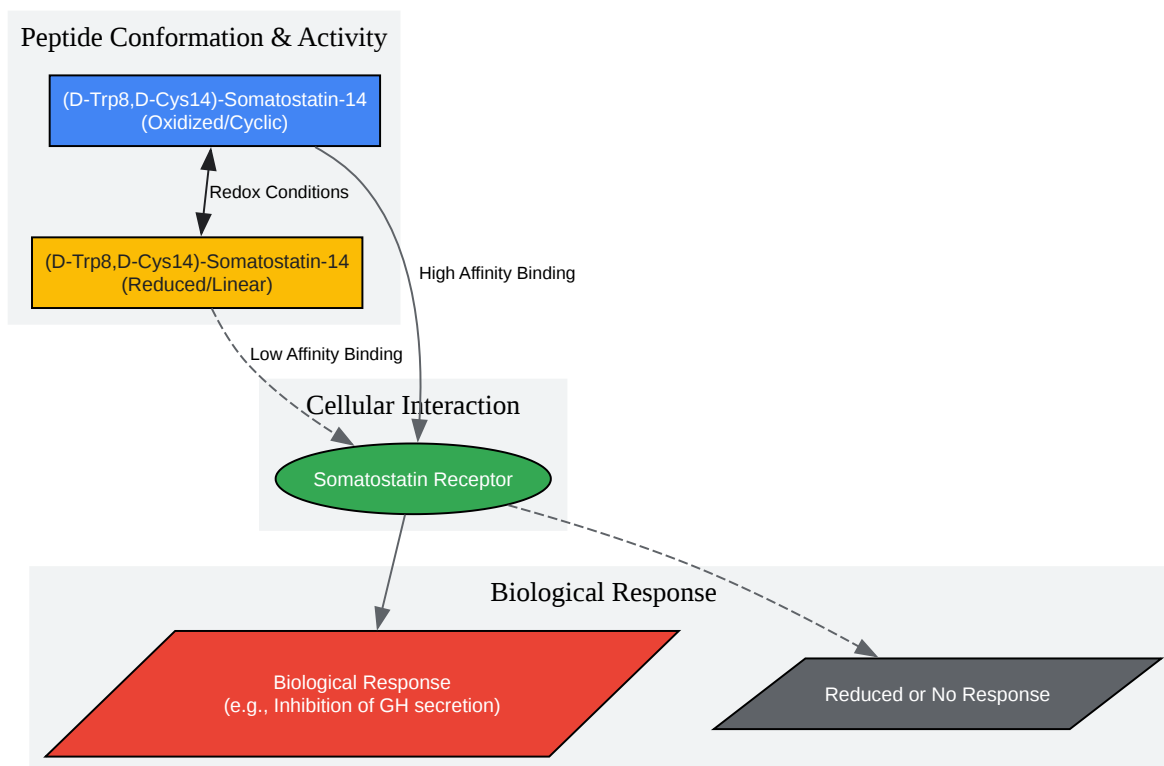 Peptide Conformation & Activity
(D-Trp8,D-Cys14)-Somatostatin-14
(Oxidized/Cyclic)
Redox Conditions
(D-Trp8,D-Cys14)-Somatostatin-14
(Reduced/Linear)
High Affinity Binding
Low Affinity Binding
Cellular Interaction
Somatostatin Receptor
Biological Response
Biological Response
(e.g., Inhibition of GH secretion)
Reduced or No Response